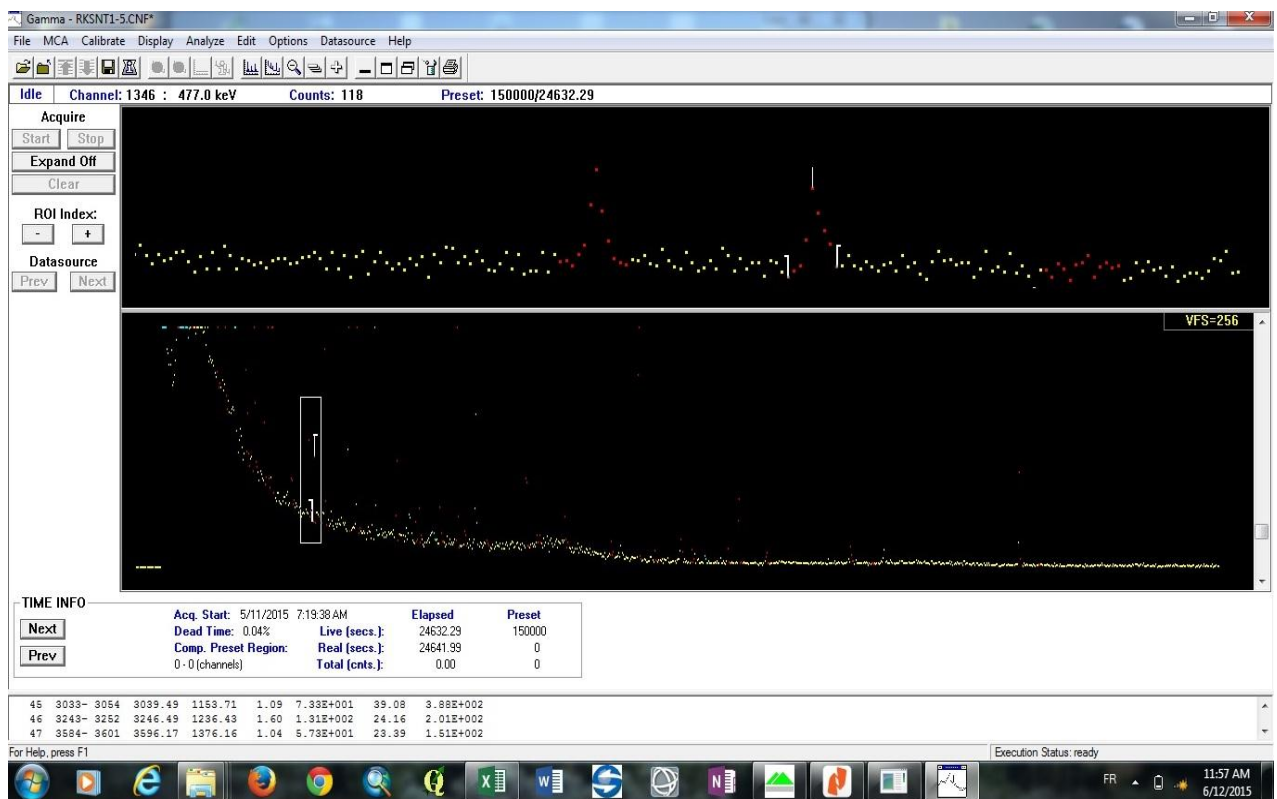 Gamma - RKSNT1-5.CNF*
File MCA Calibrate Display Analyze Edit Options Datasource Help
Idle Channel: 1346 : 477.0 keV Counts: 118 Preset: 150000/24632.29
Acquire
Start Stop
Expand Off
Clear
ROI Index:
- +
Datasource
Prev Next
VFS=256
TIME INFO
Next
Prev
Acq. Start: 5/11/2015 7:19:38 AM Elapsed Preset
Dead Time: 0.04% Live (secs.): 24632.29 150000
Comp. Preset Region: Real (secs.): 24641.99 0
0 - 0 (channels) Total (cnts.): 0.00 0
45 3033- 3054 3039.49 1153.71 1.09 7.33E+001 39.08 3.88E+002
46 3243- 3252 3246.49 1236.43 1.60 1.31E+002 24.16 2.01E+002
47 3584- 3601 3596.17 1376.16 1.04 5.73E+001 23.39 1.51E+002
For Help, press F1 Execution Status: ready
FR 11:57 AM
6/12/2015